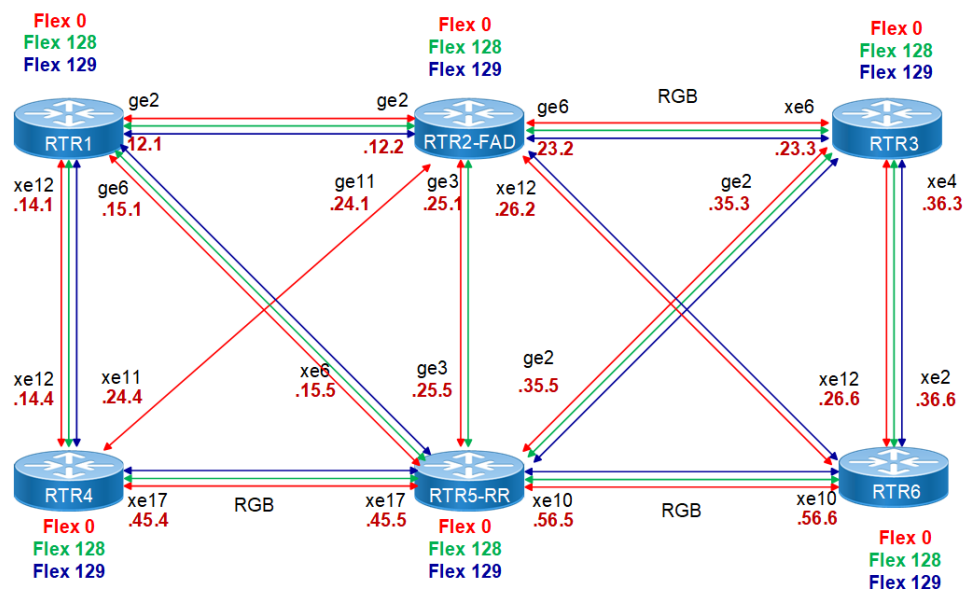 Flex 0
Flex 128
Flex 129
Flex 0
Flex 128
Flex 129
Flex 0
Flex 128
Flex 129
ge2
ge2
ge6
RGB
xe6
RTR1
12.1
.12.2
RTR2-FAD
.23.2
.23.3
RTR3
xe12
.14.1
ge6
.15.1
ge11
.24.1
ge3
.25.1
xe12
.26.2
ge2
.35.3
xe4
.36.3
xe12
.14.4
xe11
.24.4
xe6
.15.5
ge3
.25.5
ge2
.35.5
xe12
.26.6
xe2
.36.6
RTR4
xe17
.45.4
RGB
xe17
.45.5
RTR5-RR
xe10
.56.5
RGB
xe10
.56.6
RTR6
Flex 0
Flex 128
Flex 129
Flex 0
Flex 128
Flex 129
Flex 0
Flex 128
Flex 129